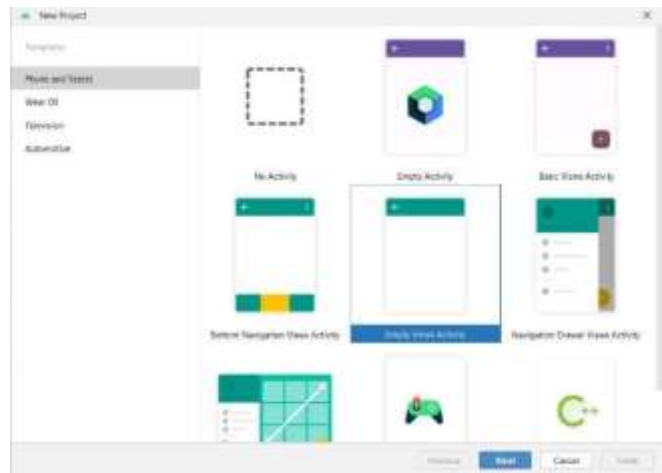 New Project
Templates
Phone and Tablet
Wear OS
Television
Automotive
No Activity
Empty Activity
Basic Views Activity
Bottom Navigation Views Activity
Empty Views Activity
Navigation Drawer Views Activity
C++
Previous
Next
Cancel
Finish